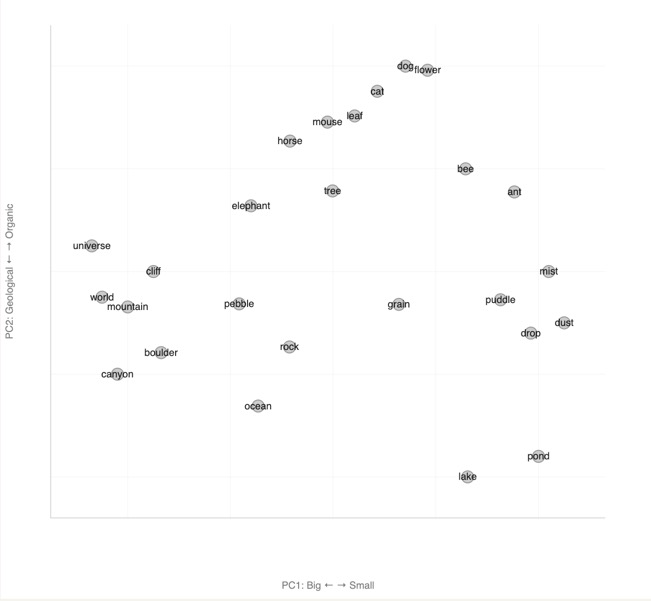 dog
flower
cat
leaf
mouse
horse
bee
tree
ant
elephant
universe
cliff
mist
world
mountain
pebble
grain
puddle
dust
drop
rock
boulder
canyon
ocean
pond
lake
PC2: Geological ← → Organic
PC1: Big ← → Small